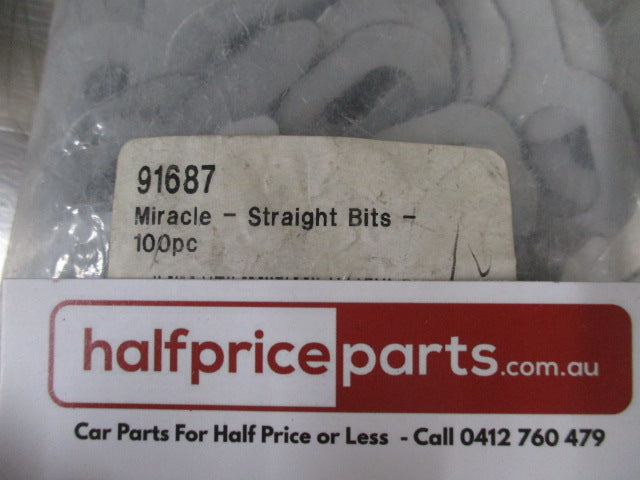 91687
Miracle - Straight Bits -
100pc
halfpriceparts.com.au
Car Parts For Half Price or Less - Call 0412 760 479